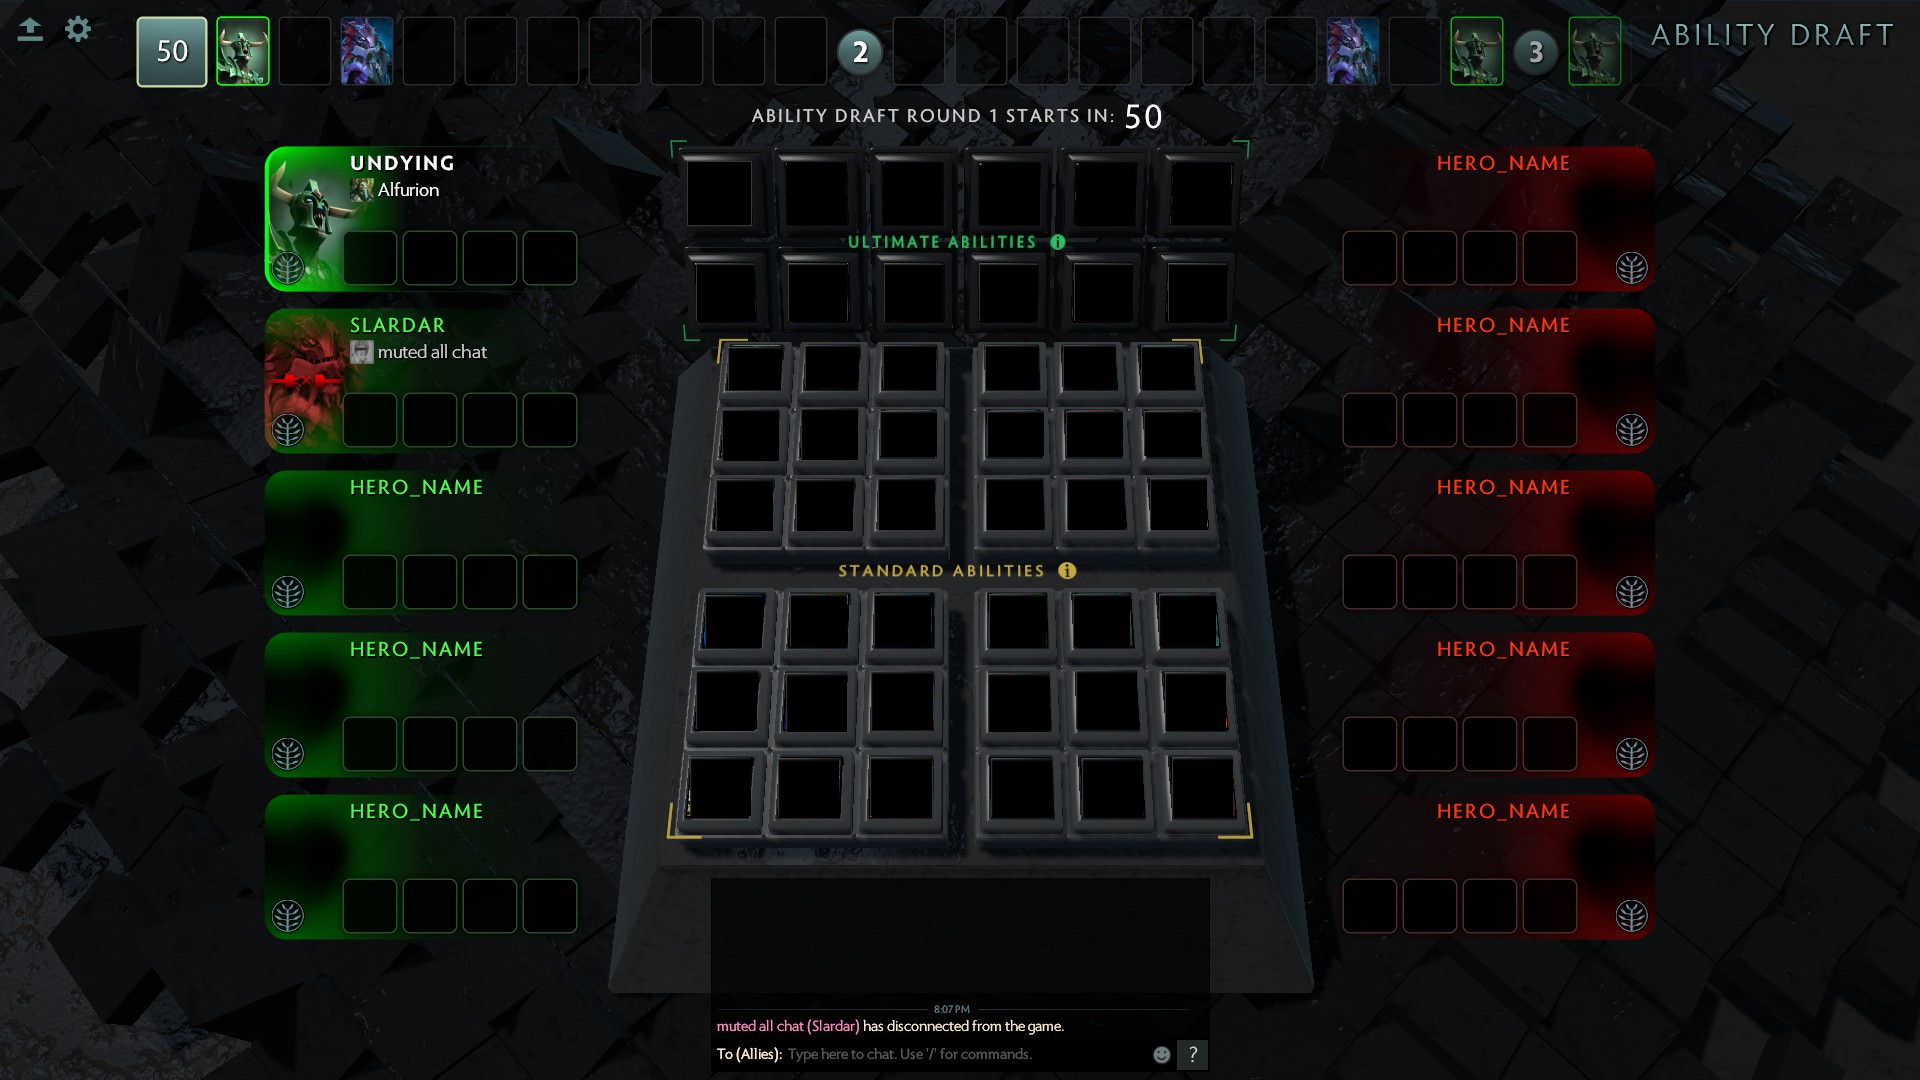 50
2
3
ABILITY DRAFT
ABILITY DRAFT ROUND 1 STARTS IN: 50
UNDYING
Alfurion
SLARDAR
muted all chat
HERO_NAME
HERO_NAME
HERO_NAME
ULTIMATE ABILITIES i
STANDARD ABILITIES i
HERO_NAME
HERO_NAME
HERO_NAME
HERO_NAME
HERO_NAME
8:07 PM
muted all chat (Slardar) has disconnected from the game.
To (Allies): Type here to chat. Use '/' for commands.
?